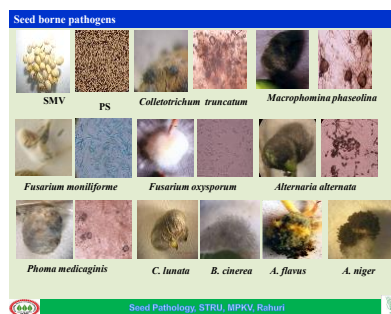 Seed borne pathogens
SMV
PS
Colletotrichum truncatum
Macrophomina phaseolina
Fusarium moniliforme
Fusarium oxysporum
Alternaria alternata
Phoma medicaginis
C. lunata
B. cinerea
A. flavus
A. niger
Seed Pathology, STRU, MPKV, Rahuri